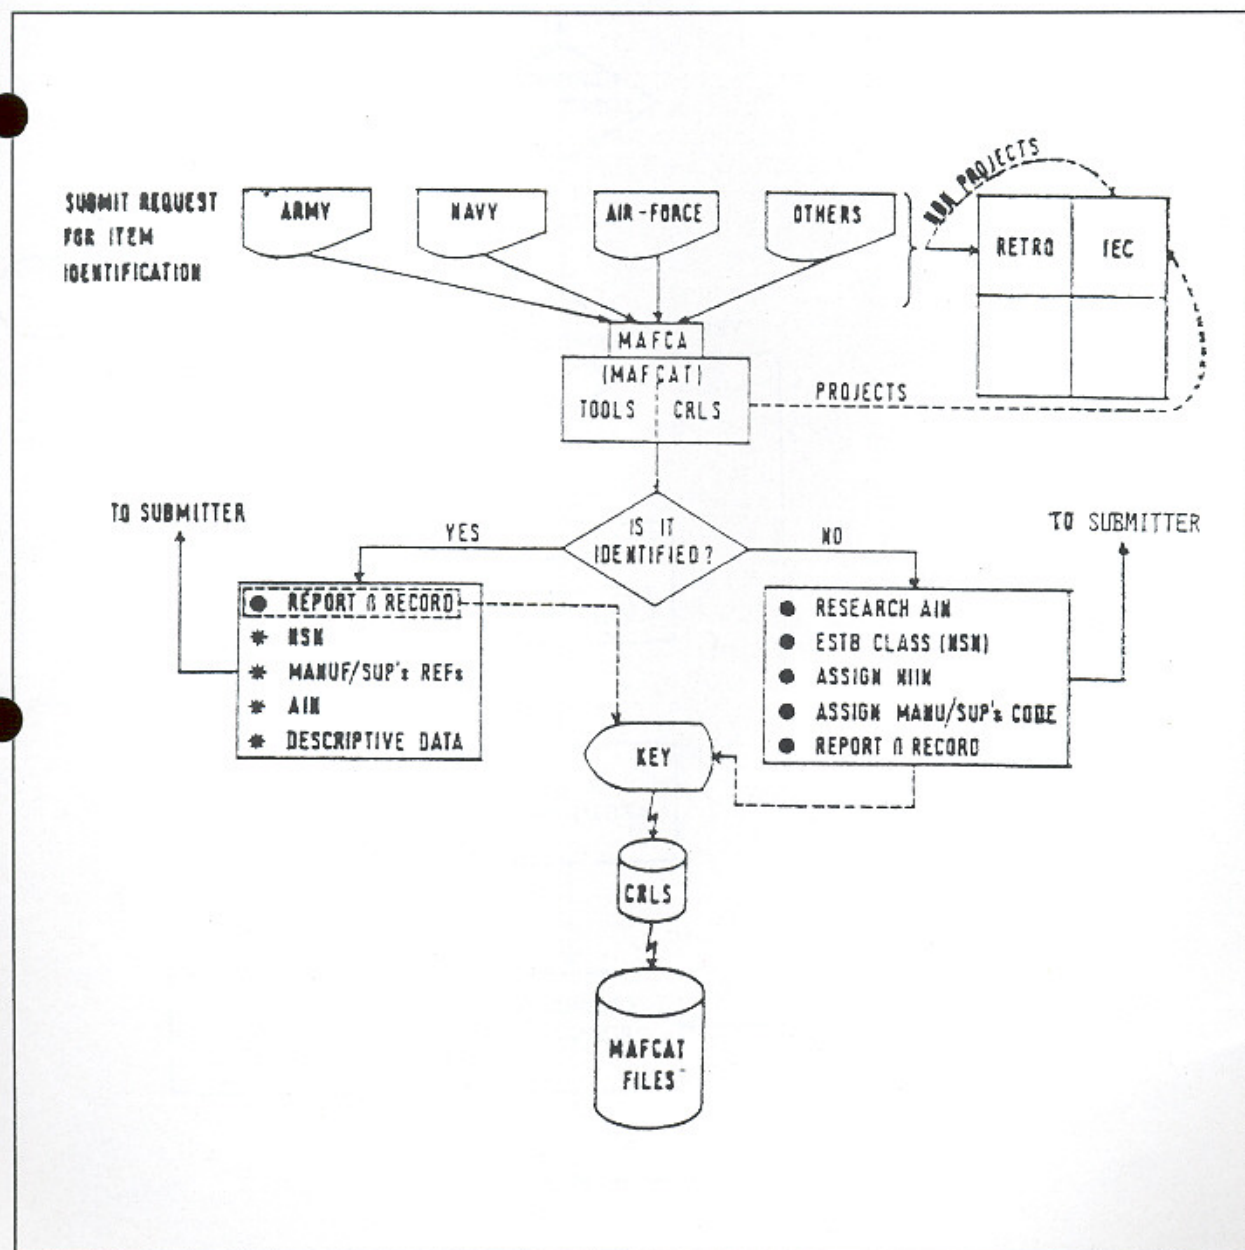 SUBMIT REQUEST
FOR ITEM
IDENTIFICATION
ARMY
NAVY
AIR-FORCE
OTHERS
NON PROJECTS
RETRO
IEC
MAFCA
(MAFCAT)
TOOLS CRLS
PROJECTS
IS IT
IDENTIFIED?
YES
NO
TO SUBMITTER
TO SUBMITTER
● REPORT & RECORD
* NSN
* MANUF/SUP's REFs
* AIN
* DESCRIPTIVE DATA
● RESEARCH AIN
● ESTB CLASS (NSN)
● ASSIGN NIIN
● ASSIGN MANU/SUP's CODE
● REPORT & RECORD
KEY
CRLS
MAFCAT
FILES